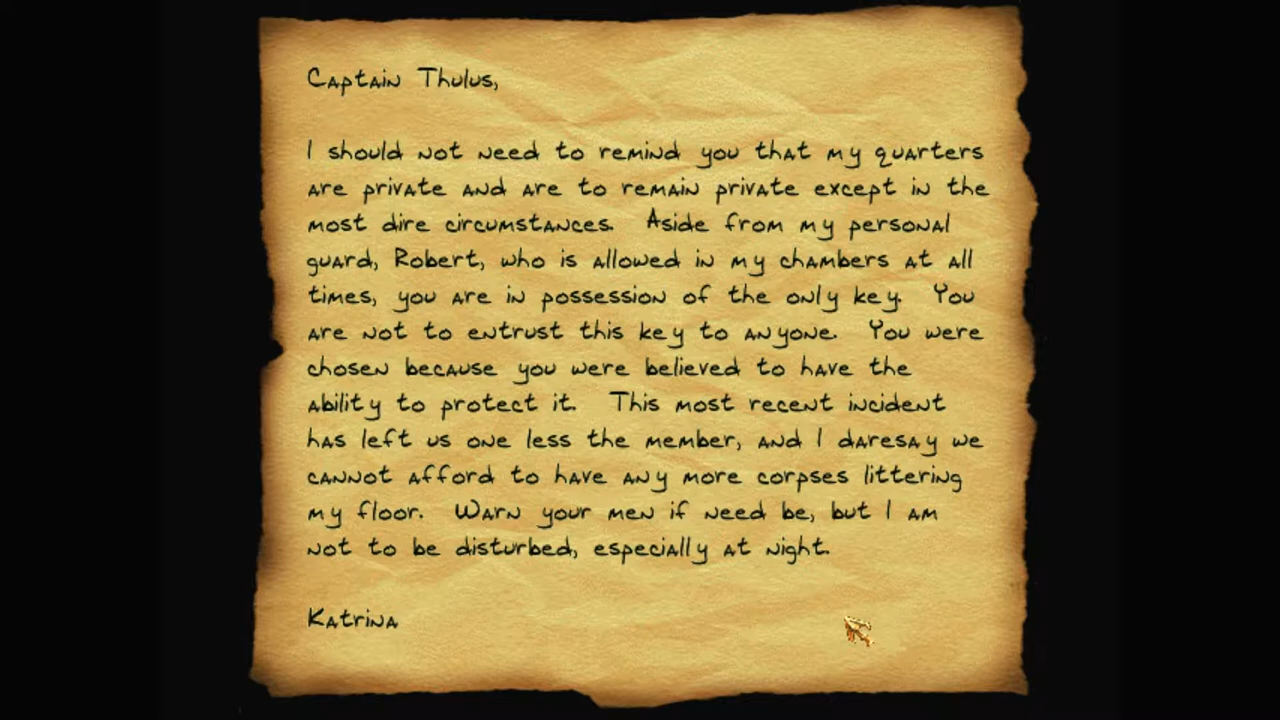 Captain Thulus,
I should not need to remind you that my quarters
are private and are to remain private except in the
most dire circumstances.  Aside from my personal
guard, Robert, who is allowed in my chambers at all
times, you are in possession of the only key.  You
are not to entrust this key to anyone.  You were
chosen because you were believed to have the
ability to protect it.  This most recent incident
has left us one less the member, and I daresay we
cannot afford to have any more corpses littering
my floor.  Warn your men if need be, but I am
not to be disturbed, especially at night.
Katrina